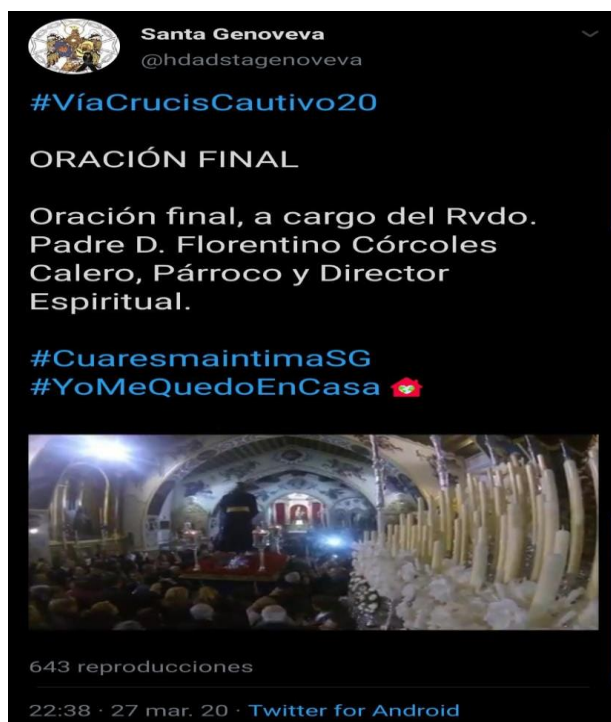 Santa Genoveva
@hdadstagenoveva
#VíaCrucisCautivo20
ORACIÓN FINAL
Oración final, a cargo del Rvdo.
Padre D. Florentino Córcoles
Calero, Párroco y Director
Espiritual.
#CuaresmaintimaSG
#YoMeQuedoEnCasa
643 reproducciones
22:38 · 27 mar. 20 · Twitter for Android